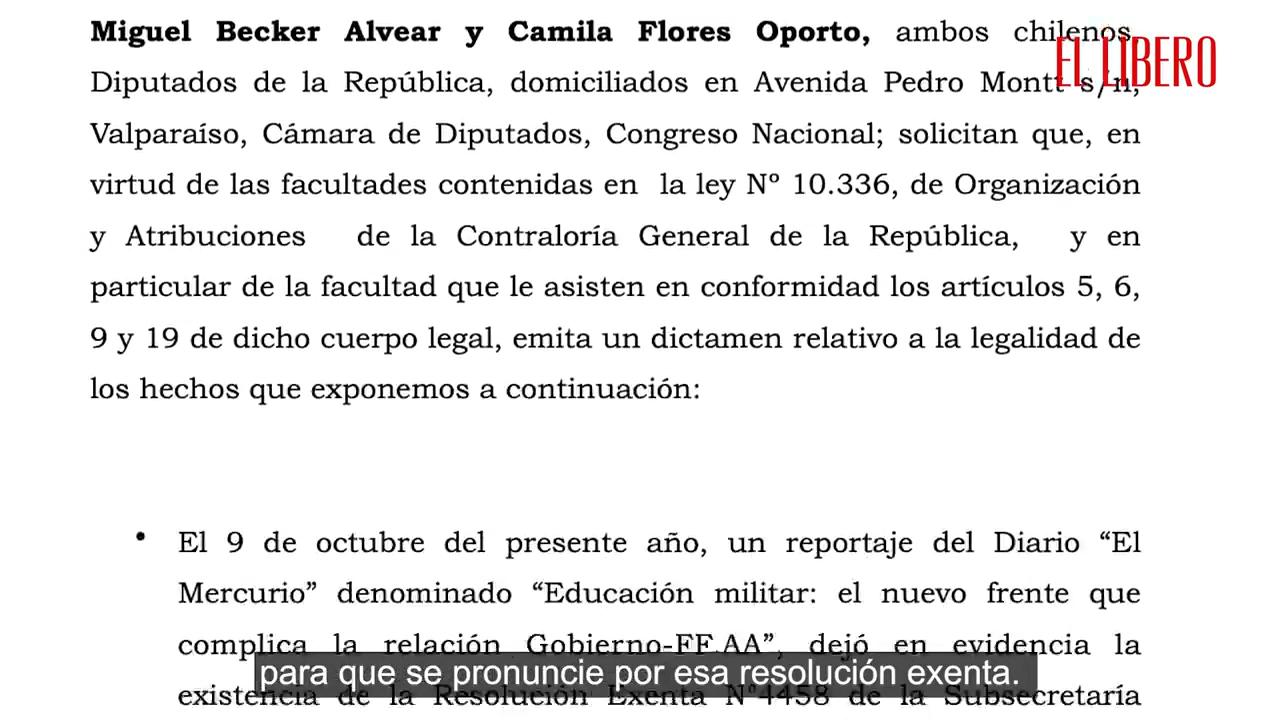 Miguel Becker Alvear y Camila Flores Oporto, ambos chilenos,
EL LÍBERO
Diputados de la República, domiciliados en Avenida Pedro Montt s/n,
Valparaíso, Cámara de Diputados, Congreso Nacional; solicitan que, en
virtud de las facultades contenidas en la ley Nº 10.336, de Organización
y Atribuciones de la Contraloría General de la República, y en
particular de la facultad que le asisten en conformidad los artículos 5, 6,
9 y 19 de dicho cuerpo legal, emita un dictamen relativo a la legalidad de
los hechos que exponemos a continuación:
• El 9 de octubre del presente año, un reportaje del Diario “El
Mercurio” denominado “Educación militar: el nuevo frente que
complica la relación Gobierno-FF.AA”, dejó en evidencia la
para que se pronuncie por esa resolución exenta.
existencia de la Resolución Exenta Nº4458 de la Subsecretaría